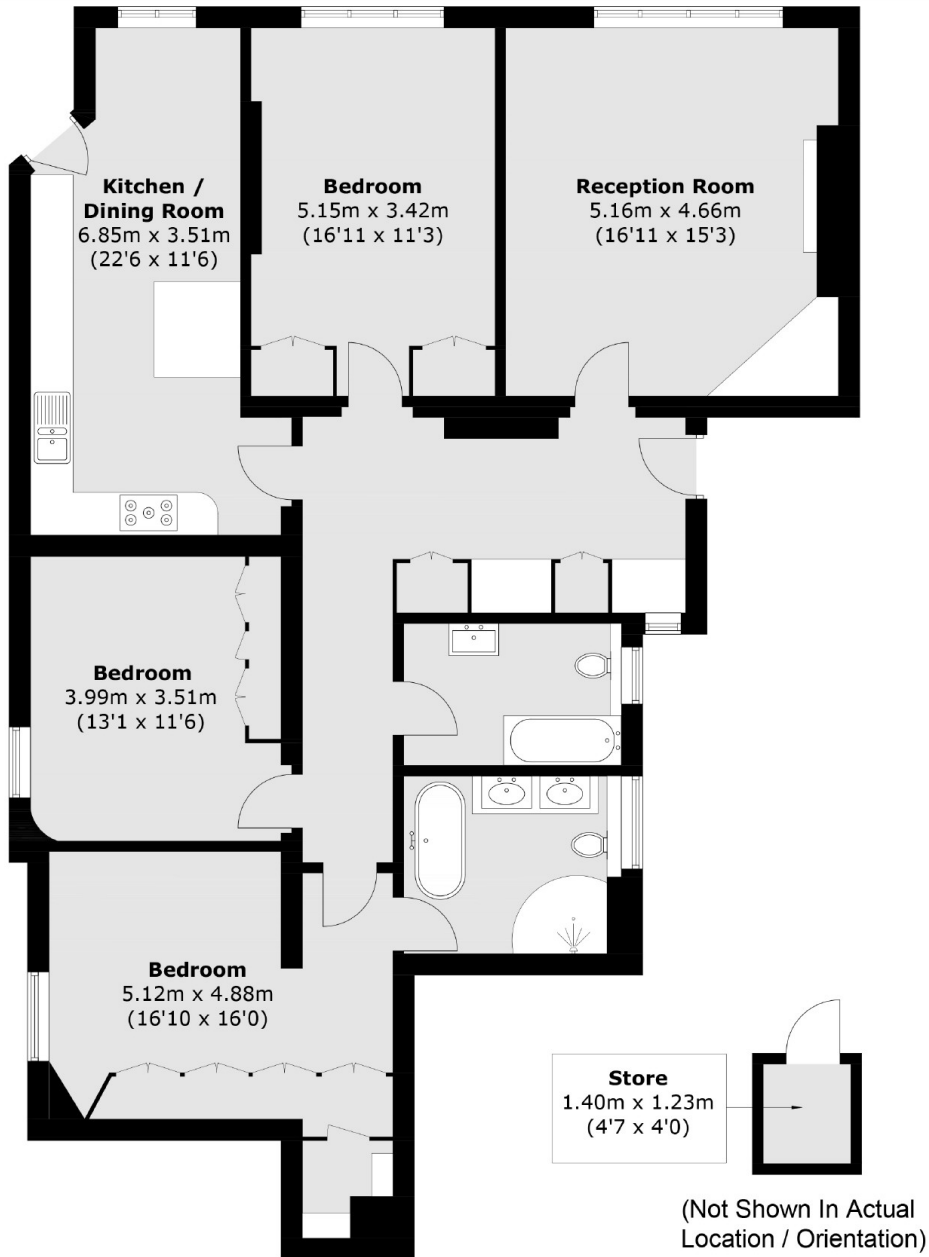 Kitchen /
Dining Room
6.85m x 3.51m
(22'6 x 11'6)
Bedroom
5.15m x 3.42m
(16'11 x 11'3)
Reception Room
5.16m x 4.66m
(16'11 x 15'3)
Bedroom
3.99m x 3.51m
(13'1 x 11'6)
Bedroom
5.12m x 4.88m
(16'10 x 16'0)
Store
1.40m x 1.23m
(4'7 x 4'0)
(Not Shown In Actual
Location / Orientation)